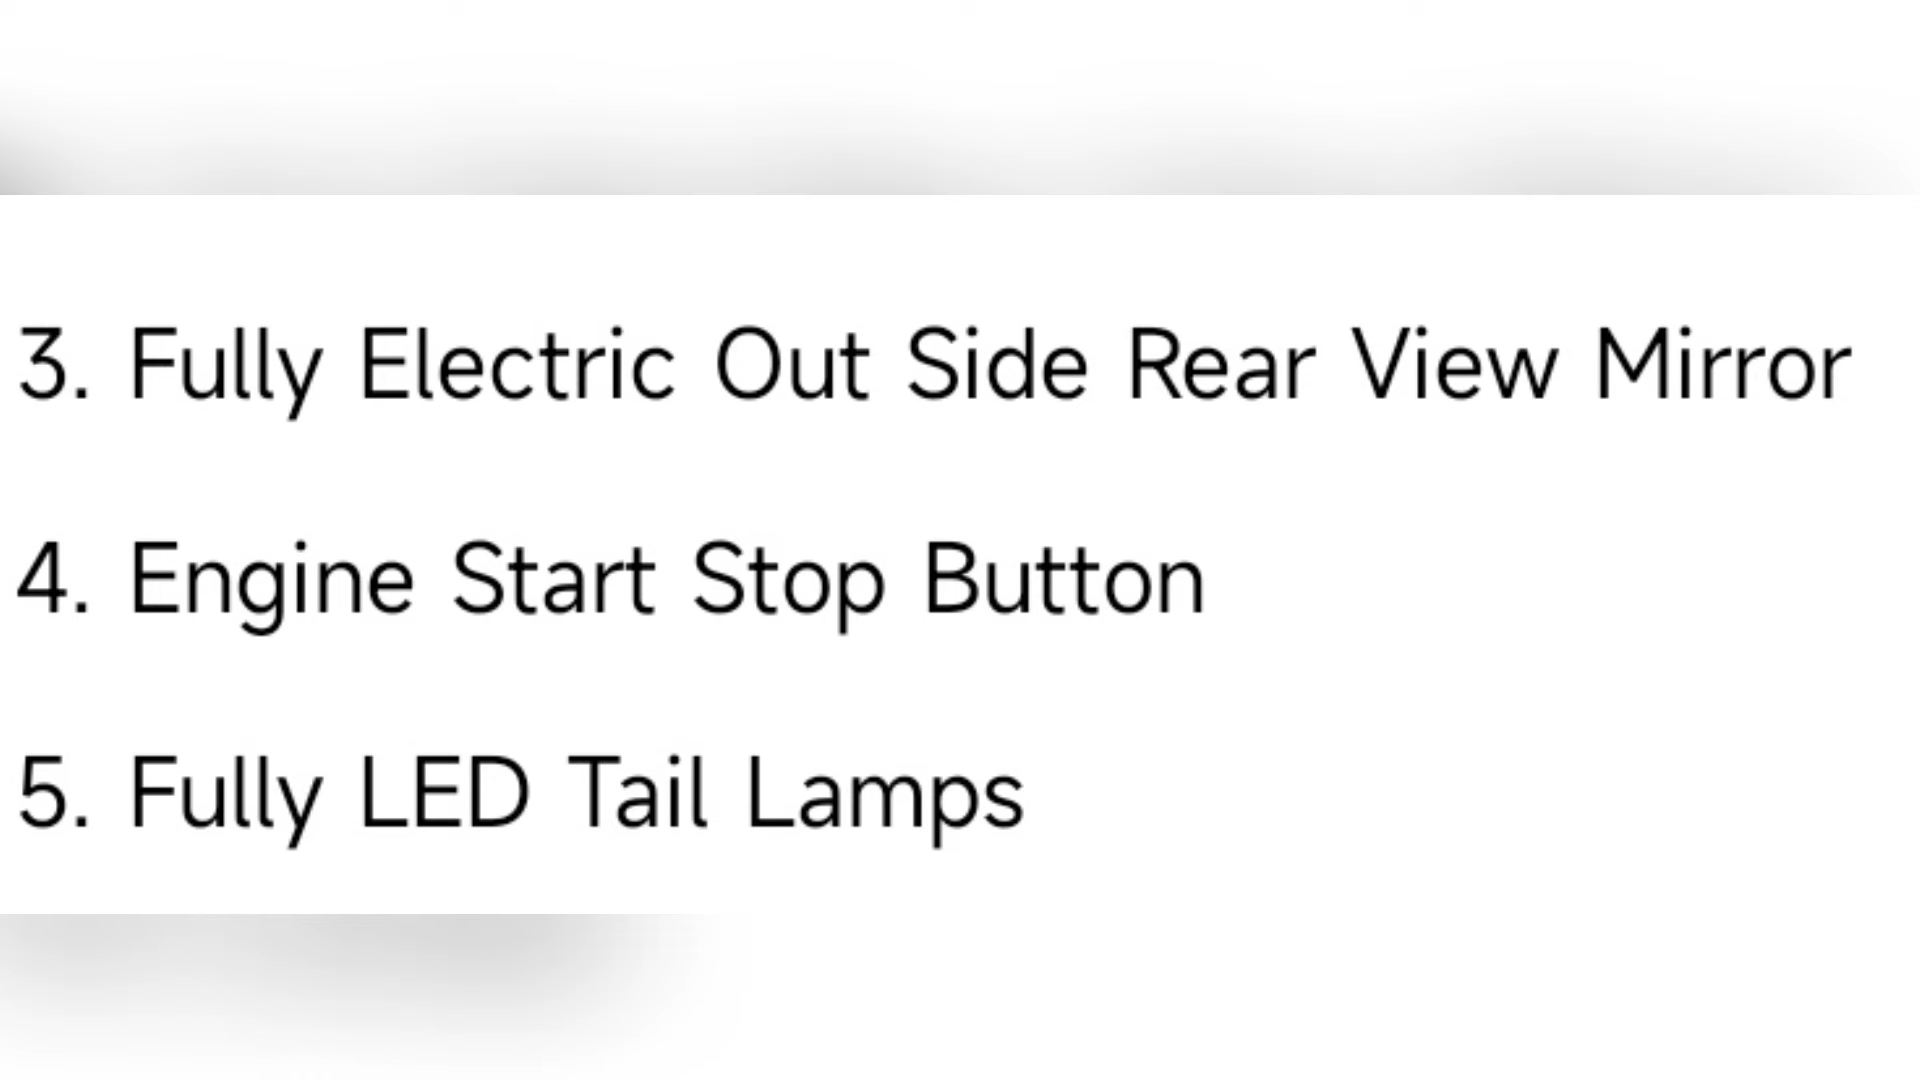 3. Fully Electric Out Side Rear View Mirror
4. Engine Start Stop Button
5. Fully LED Tail Lamps